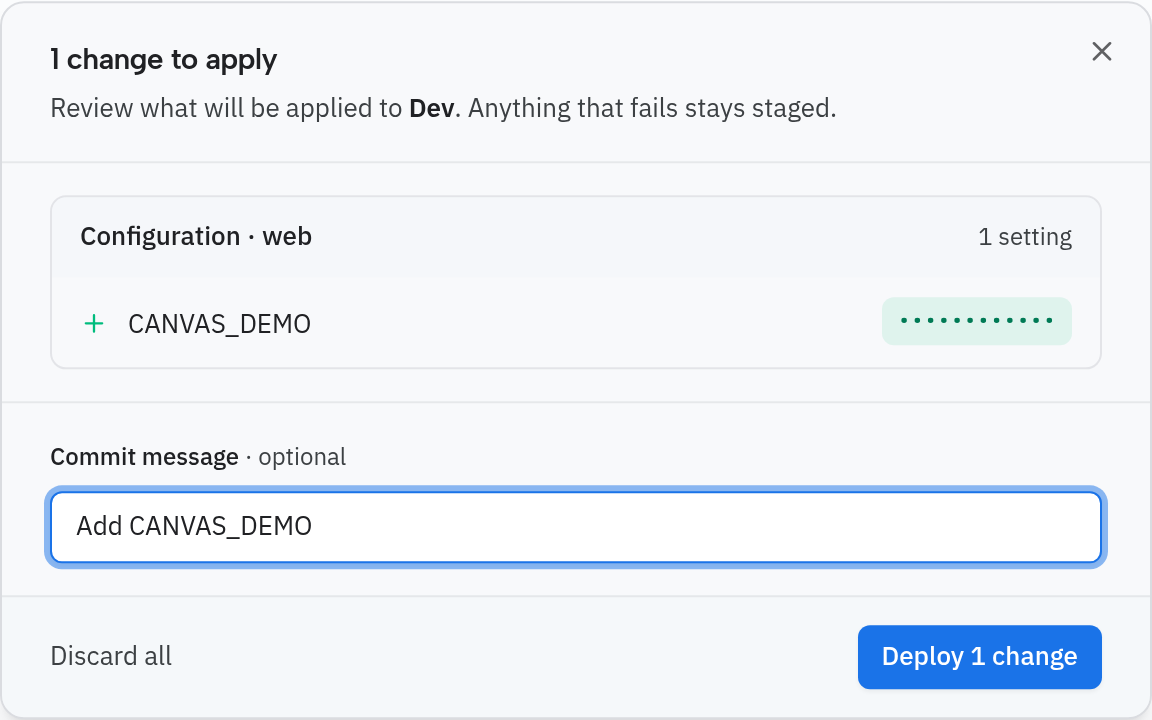 1 change to apply
Review what will be applied to Dev. Anything that fails stays staged.
Configuration · web
1 setting
+ CANVAS_DEMO
••••••••••••
Commit message · optional
Add CANVAS_DEMO
Discard all
Deploy 1 change